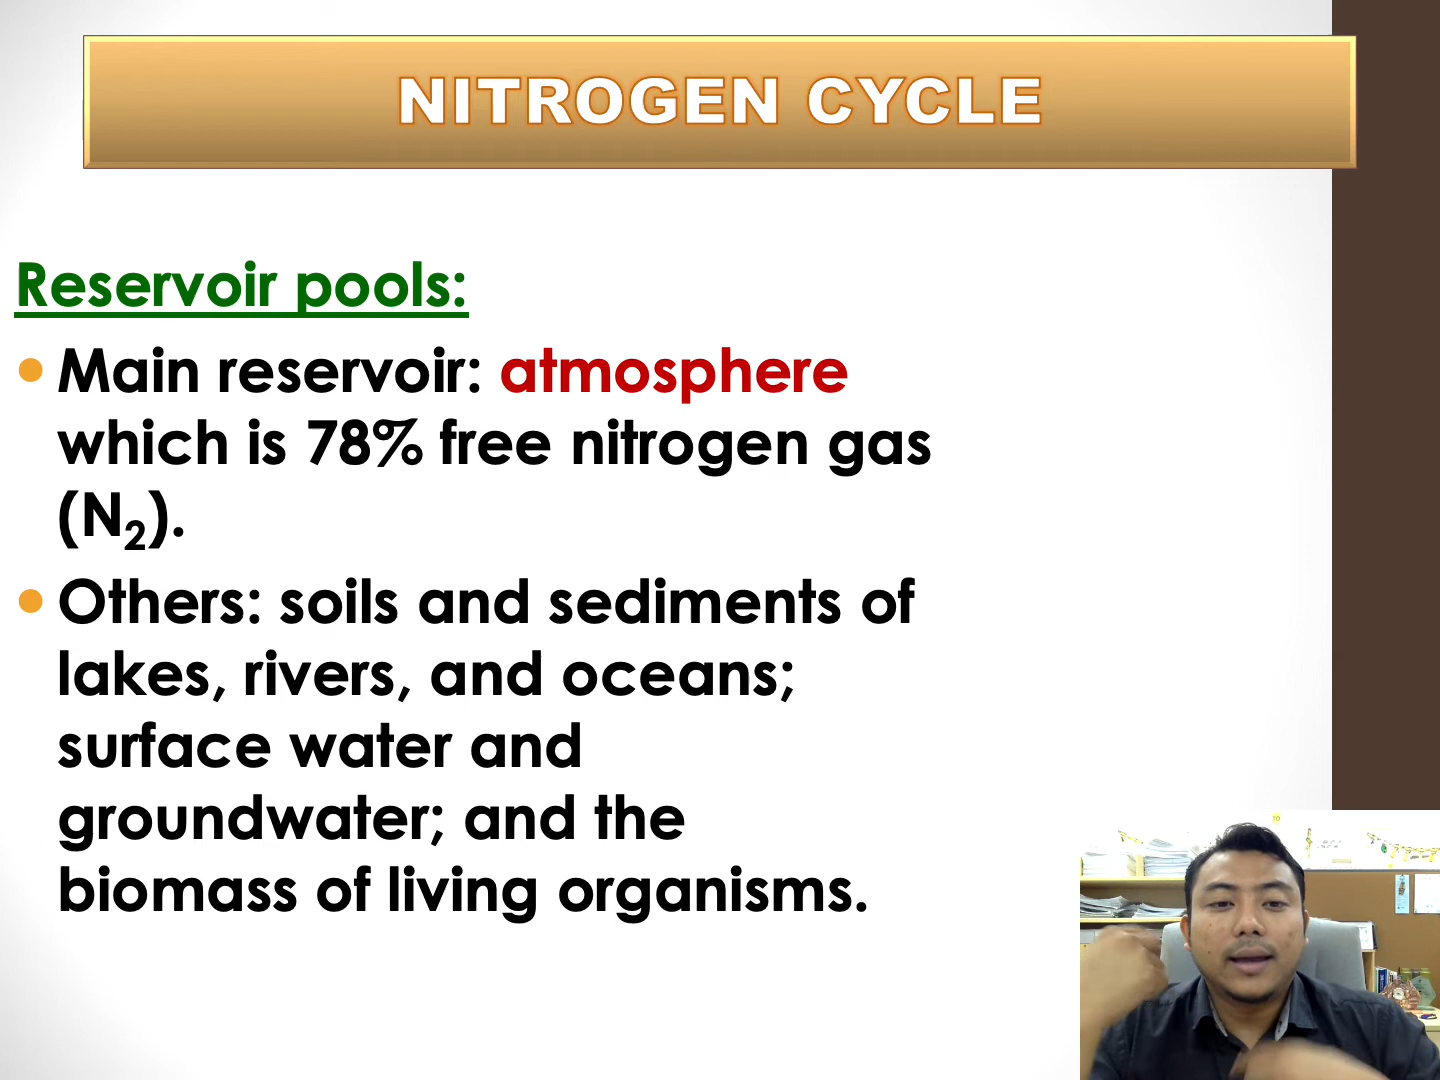 NITROGEN CYCLE
Reservoir pools:
• Main reservoir: atmosphere
which is 78% free nitrogen gas
(N₂).
• Others: soils and sediments of
lakes, rivers, and oceans;
surface water and
groundwater; and the
biomass of living organisms.
10